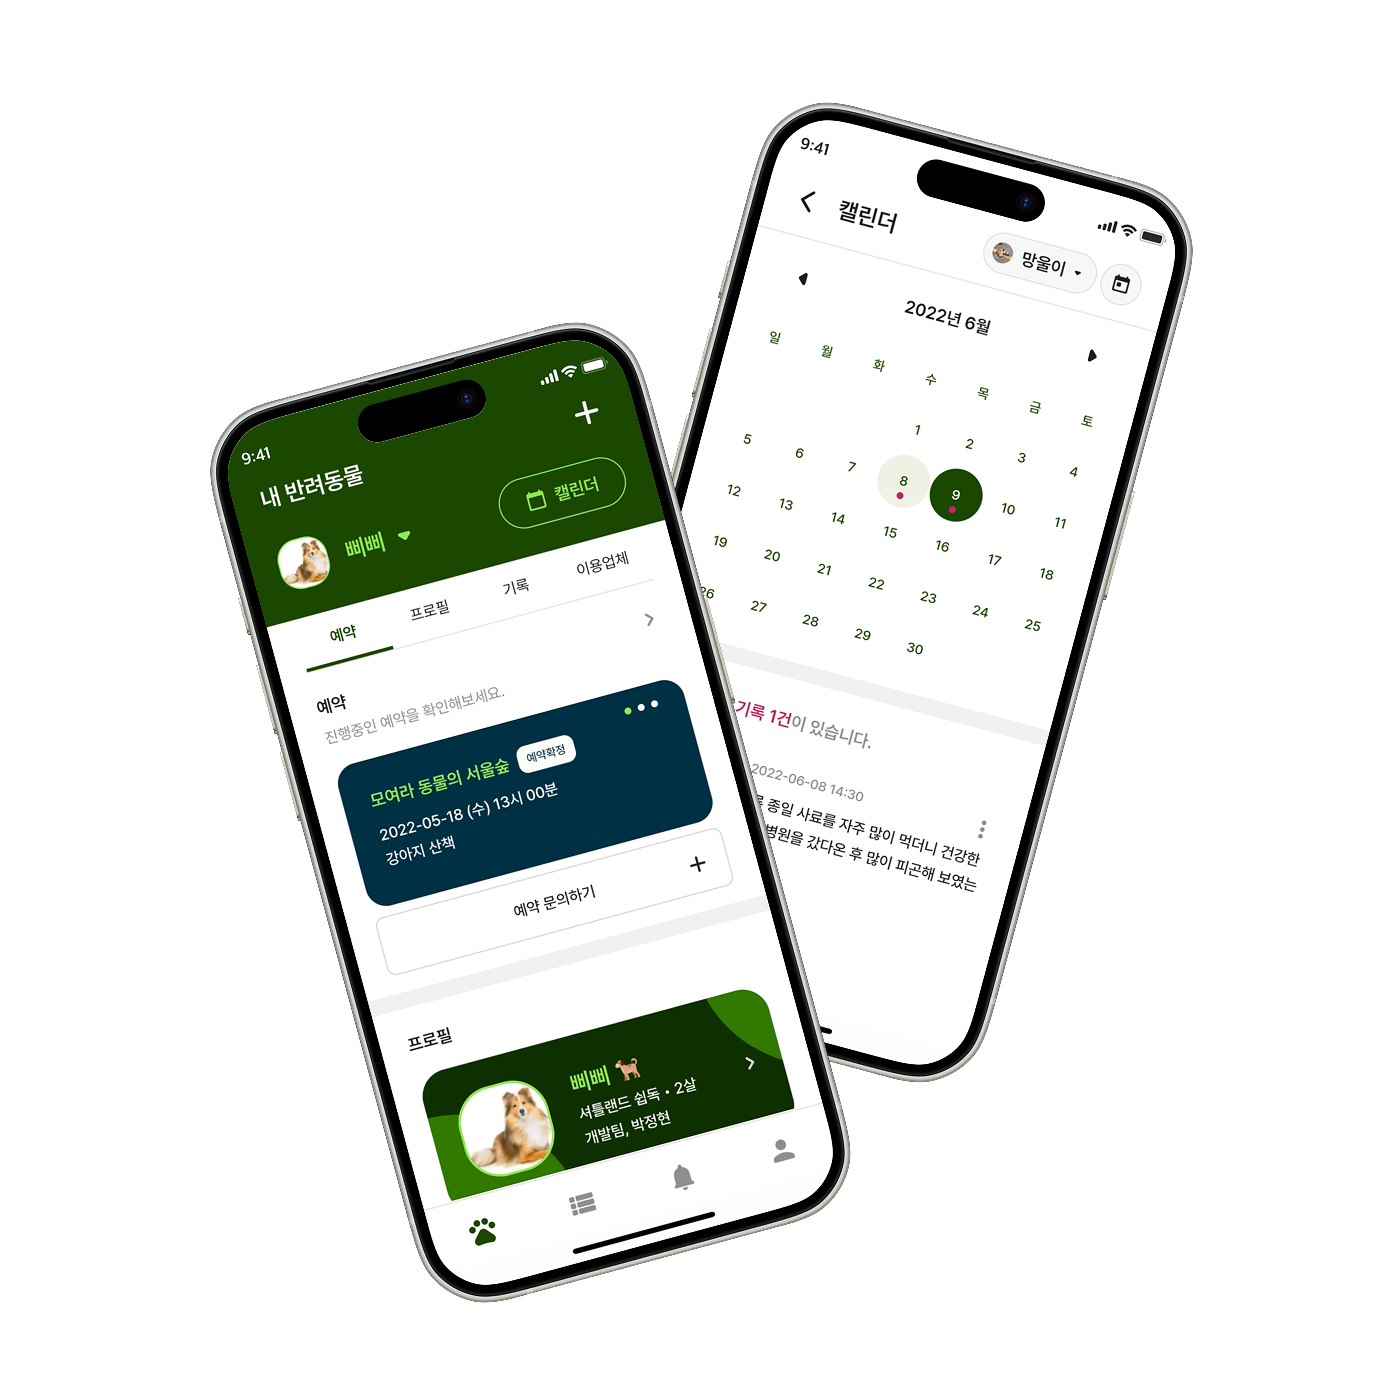 9:41
내 반려동물
삐삐
캘린더
예약
프로필
기록
이용업체
예약
진행중인 예약을 확인해보세요.
모여라 동물의 서울숲
예약확정
2022-05-18 (수) 13시 00분
강아지 산책
예약 문의하기
프로필
삐삐
셔틀랜드 쉽독 • 2살
개발팀, 박정현
9:41
캘린더
망울이
2022년 6월
일 월 화 수 목 금 토
1 2 3 4
5 6 7 8 9 10 11
12 13 14 15 16 17 18
19 20 21 22 23 24 25
26 27 28 29 30
기록 1건이 있습니다.
2022-06-08 14:30
종일 사료를 자주 많이 먹더니 건강한
병원을 갔다온 후 많이 피곤해 보였는